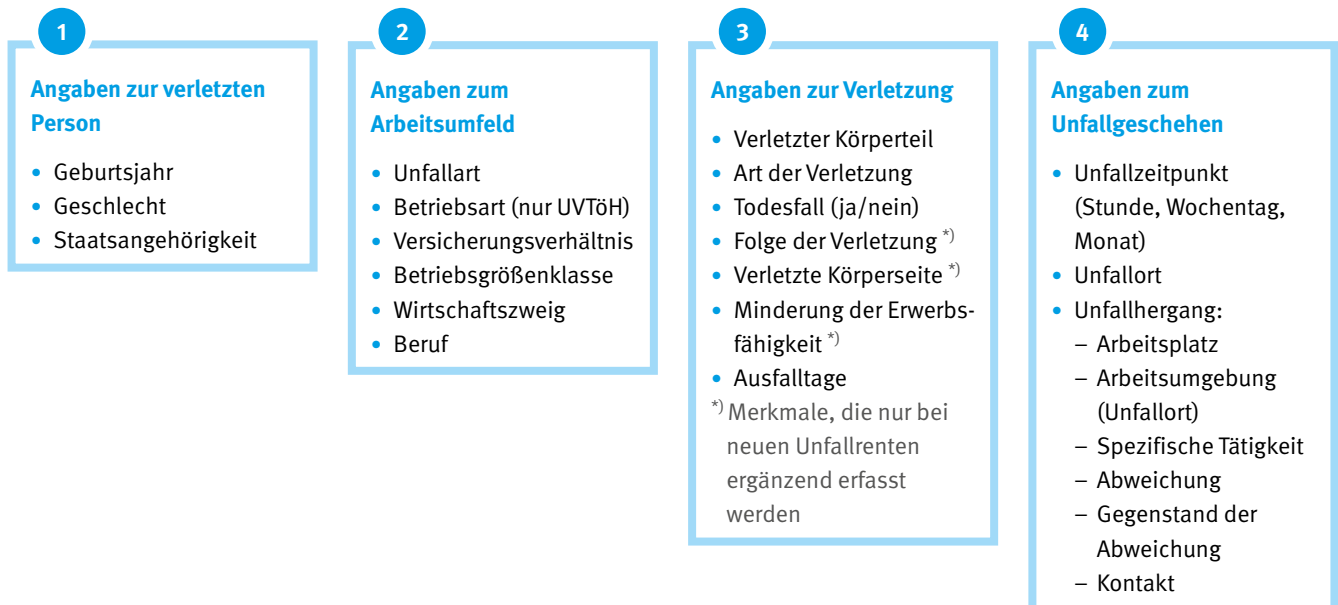 1
Angaben zur verletzten
Person
• Geburtsjahr
• Geschlecht
• Staatsangehörigkeit
2
Angaben zum
Arbeitsumfeld
• Unfallart
• Betriebsart (nur UVTöH)
• Versicherungsverhältnis
• Betriebsgrößenklasse
• Wirtschaftszweig
• Beruf
3
Angaben zur Verletzung
• Verletzter Körperteil
• Art der Verletzung
• Todesfall (ja/nein)
• Folge der Verletzung *)
• Verletzte Körperseite *)
• Minderung der Erwerbs-
fähigkeit *)
• Ausfalltage
*) Merkmale, die nur bei
neuen Unfallrenten
ergänzend erfasst
werden
4
Angaben zum
Unfallgeschehen
• Unfallzeitpunkt
(Stunde, Wochentag,
Monat)
• Unfallort
• Unfallhergang:
– Arbeitsplatz
– Arbeitsumgebung
(Unfallort)
– Spezifische Tätigkeit
– Abweichung
– Gegenstand der
Abweichung
– Kontakt